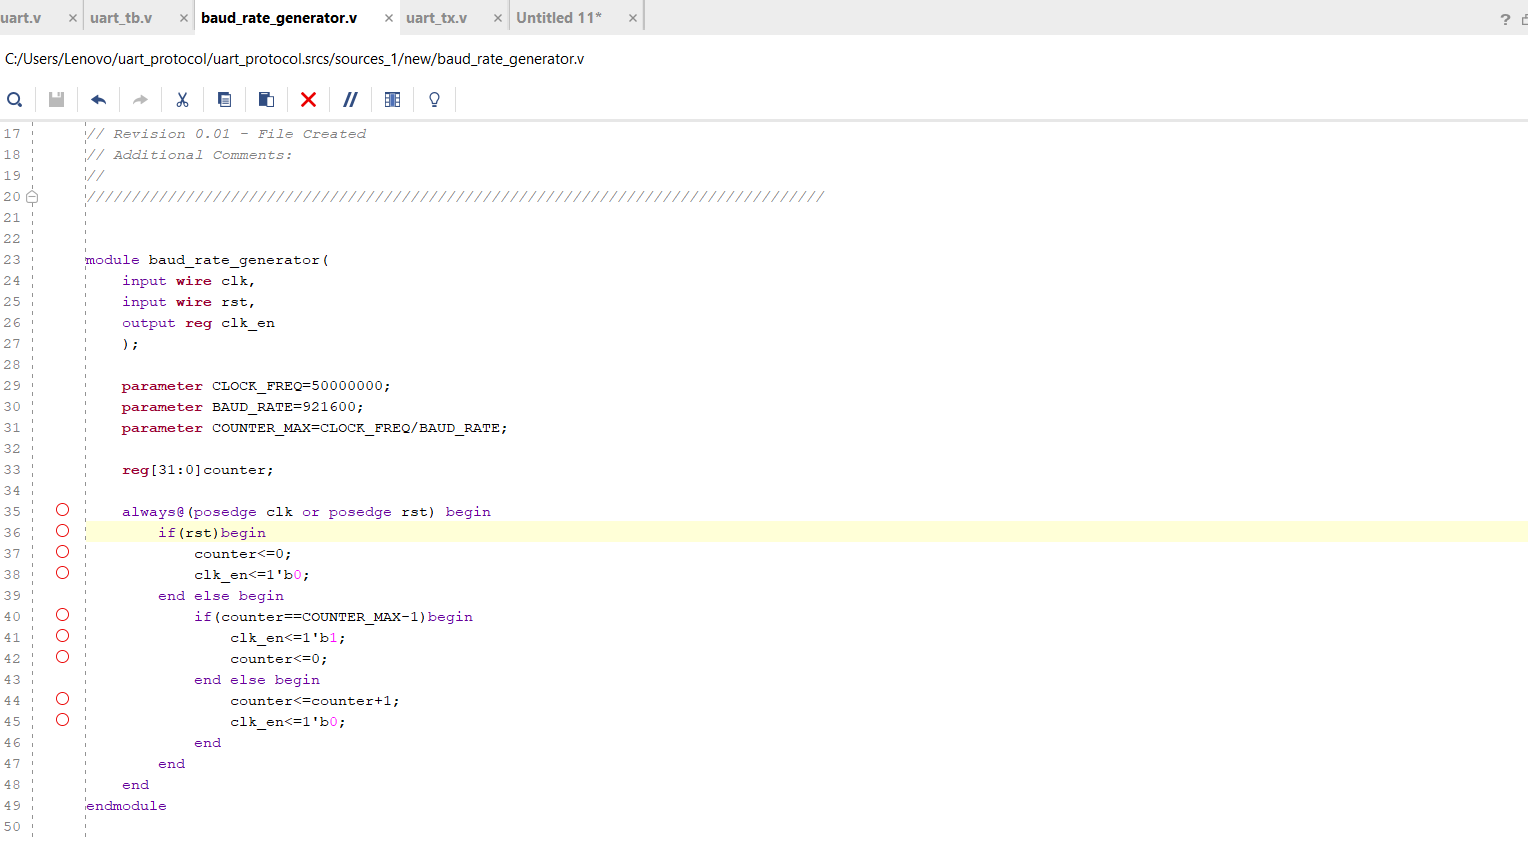 uart.v × uart_tb.v × baud_rate_generator.v × uart_tx.v × Untitled 11* × ?
C:/Users/Lenovo/uart_protocol/uart_protocol.srcs/sources_1/new/baud_rate_generator.v
17 // Revision 0.01 - File Created
18 // Additional Comments:
19 //
20 //////////////////////////////////////////////////////////////////////////////////
21
22
23 module baud_rate_generator(
24     input wire clk,
25     input wire rst,
26     output reg clk_en
27     );
28
29     parameter CLOCK_FREQ=50000000;
30     parameter BAUD_RATE=921600;
31     parameter COUNTER_MAX=CLOCK_FREQ/BAUD_RATE;
32
33     reg[31:0]counter;
34
35     always@(posedge clk or posedge rst) begin
36         if(rst)begin
37             counter<=0;
38             clk_en<=1'b0;
39         end else begin
40             if(counter==COUNTER_MAX-1)begin
41                 clk_en<=1'b1;
42                 counter<=0;
43             end else begin
44                 counter<=counter+1;
45                 clk_en<=1'b0;
46             end
47         end
48     end
49 endmodule
50